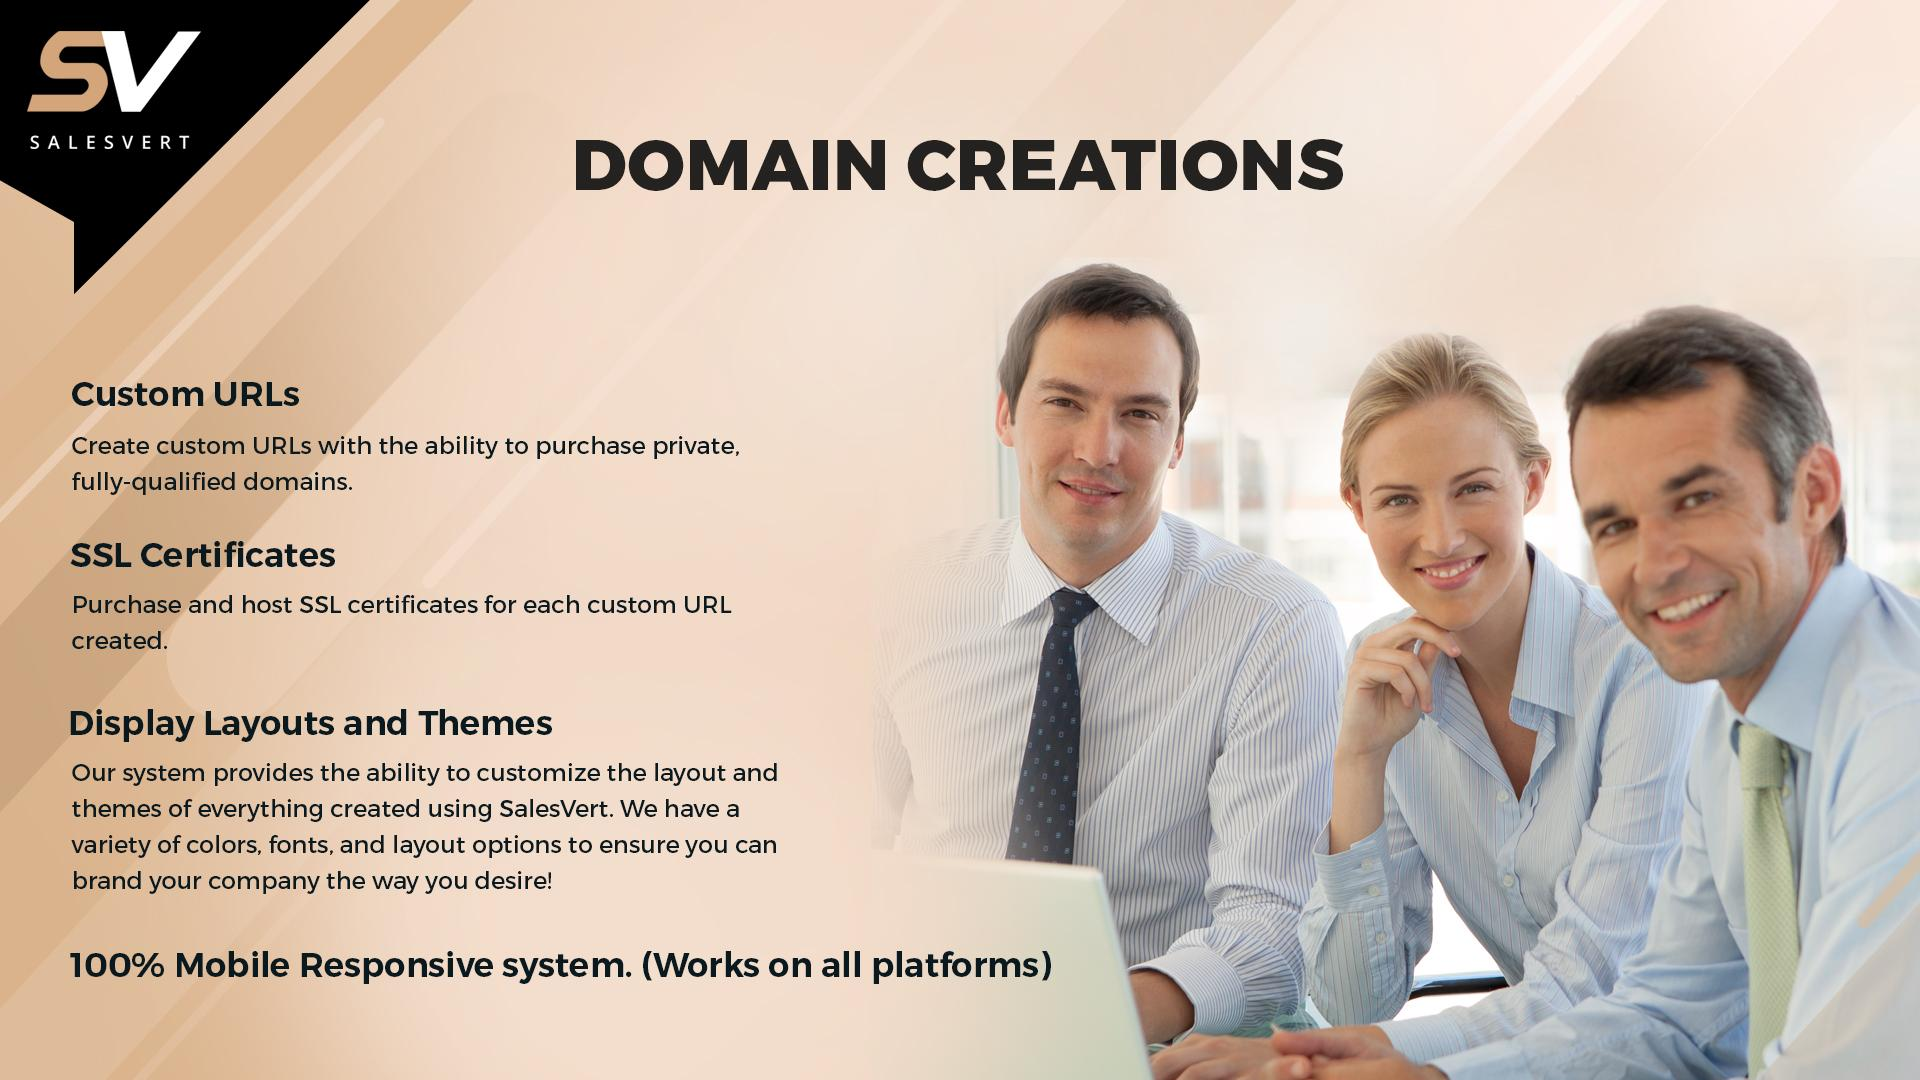 SV
SALESVERT
DOMAIN CREATIONS
Custom URLs
Create custom URLs with the ability to purchase private,
fully-qualified domains.
SSL Certificates
Purchase and host SSL certificates for each custom URL
created.
Display Layouts and Themes
Our system provides the ability to customize the layout and
themes of everything created using SalesVert. We have a
variety of colors, fonts, and layout options to ensure you can
brand your company the way you desire!
100% Mobile Responsive system. (Works on all platforms)